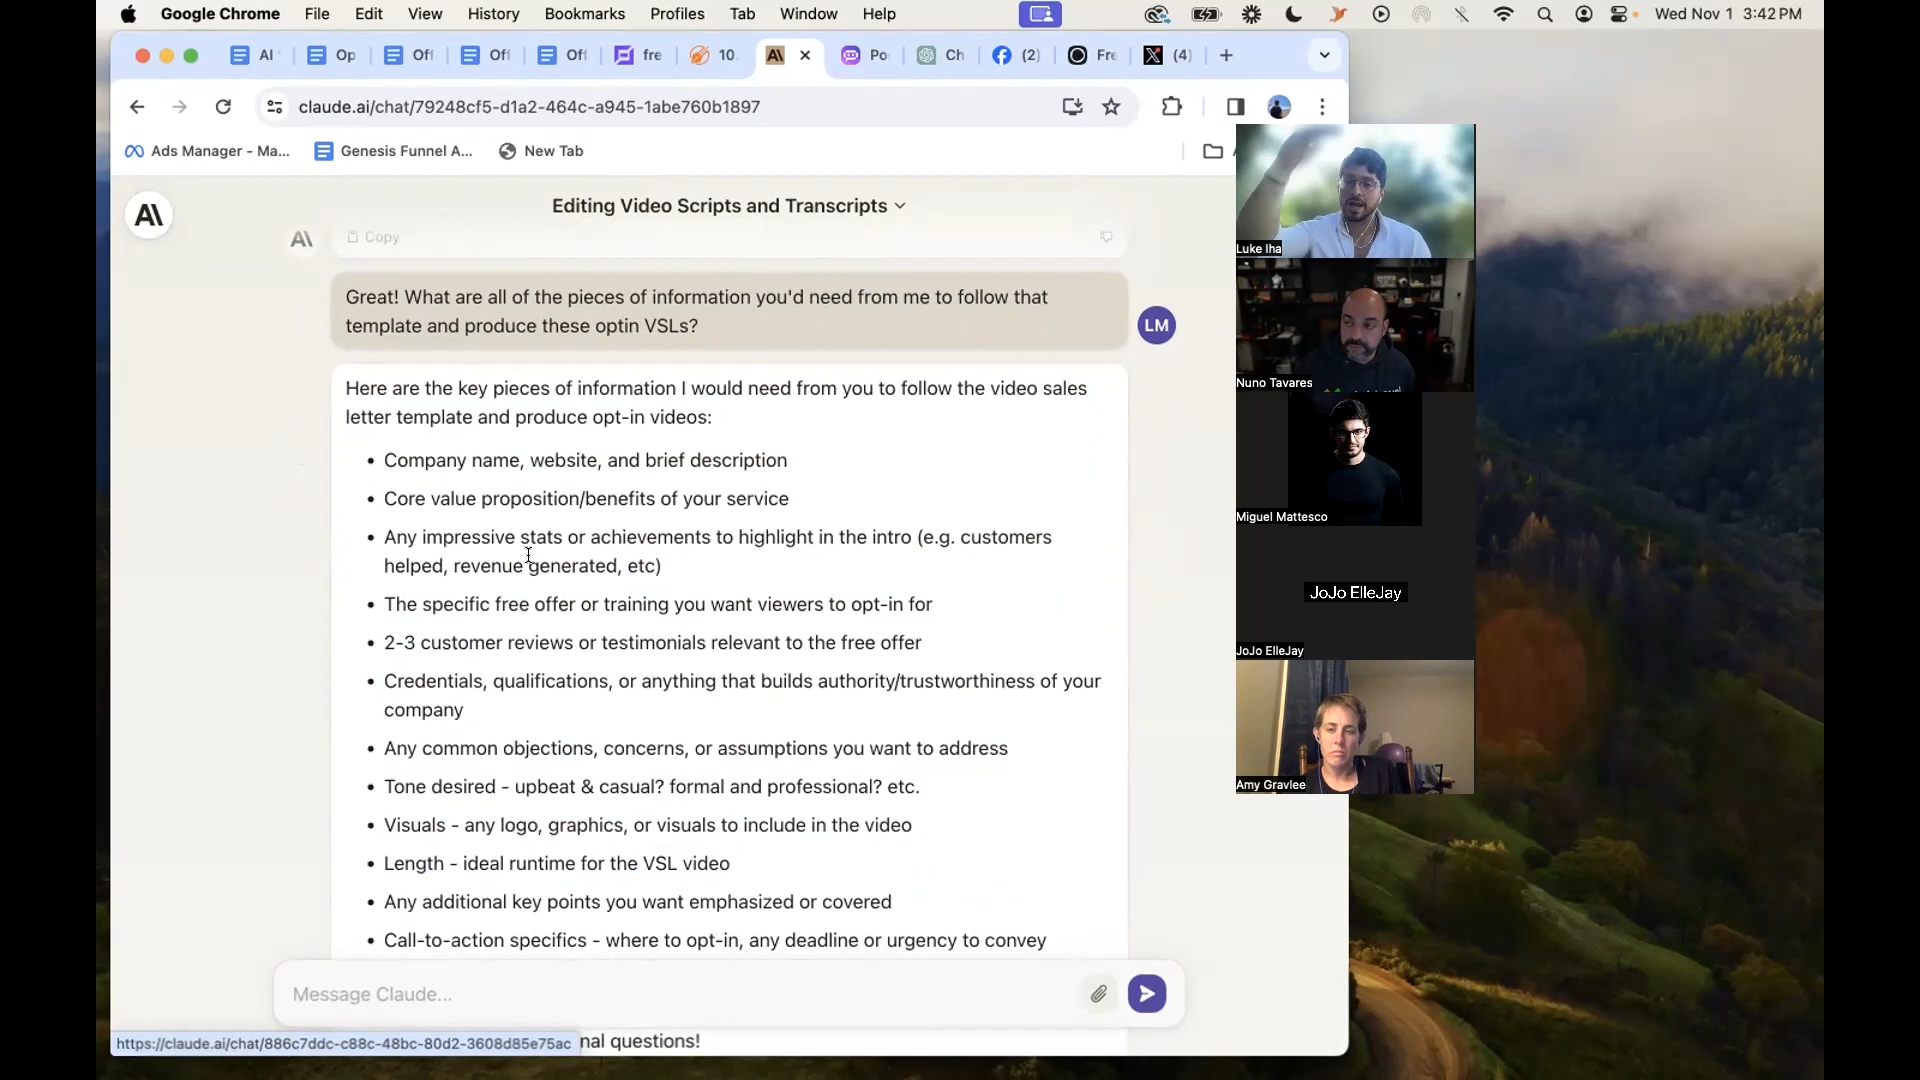 Google Chrome File Edit View History Bookmarks Profiles Tab Window Help Wed Nov 1 3:42 PM
AI Op Off Off Off fre 10. Po Ch (2) Fre (4)
claude.ai/chat/79248cf5-d1a2-464c-a945-1abe760b1897
Ads Manager - Ma... Genesis Funnel A... New Tab
Editing Video Scripts and Transcripts
Copy
Great! What are all of the pieces of information you'd need from me to follow that
template and produce these optin VSLs?
LM
Here are the key pieces of information I would need from you to follow the video sales
letter template and produce opt-in videos:
• Company name, website, and brief description
• Core value proposition/benefits of your service
• Any impressive stats or achievements to highlight in the intro (e.g. customers
helped, revenue generated, etc)
• The specific free offer or training you want viewers to opt-in for
• 2-3 customer reviews or testimonials relevant to the free offer
• Credentials, qualifications, or anything that builds authority/trustworthiness of your
company
• Any common objections, concerns, or assumptions you want to address
• Tone desired - upbeat & casual? formal and professional? etc.
• Visuals - any logo, graphics, or visuals to include in the video
• Length - ideal runtime for the VSL video
• Any additional key points you want emphasized or covered
• Call-to-action specifics - where to opt-in, any deadline or urgency to convey
Message Claude...
https://claude.ai/chat/886c7ddc-c88c-48bc-80d2-3608d85e75ac nal questions!
Luke Iha
Nuno Tavares
Miguel Mattesco
JoJo ElleJay
JoJo ElleJay
Amy Gravlee